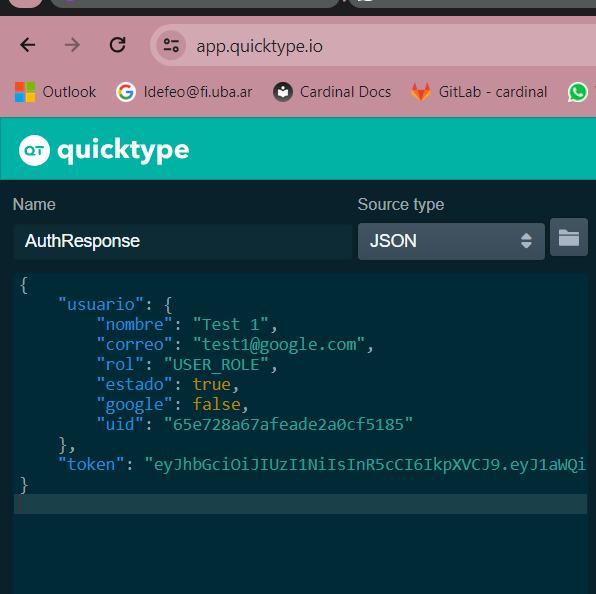 app.quicktype.io
Outlook
ldefeo@fi.uba.ar
Cardinal Docs
GitLab - cardinal
QT quicktype
Name
Source type
AuthResponse
JSON
{
"usuario": {
"nombre": "Test 1",
"correo": "test1@google.com",
"rol": "USER_ROLE",
"estado": true,
"google": false,
"uid": "65e728a67afeade2a0cf5185"
},
"token": "eyJhbGciOiJIUzI1NiIsInR5cCI6IkpXVCJ9.eyJ1aWQi
}